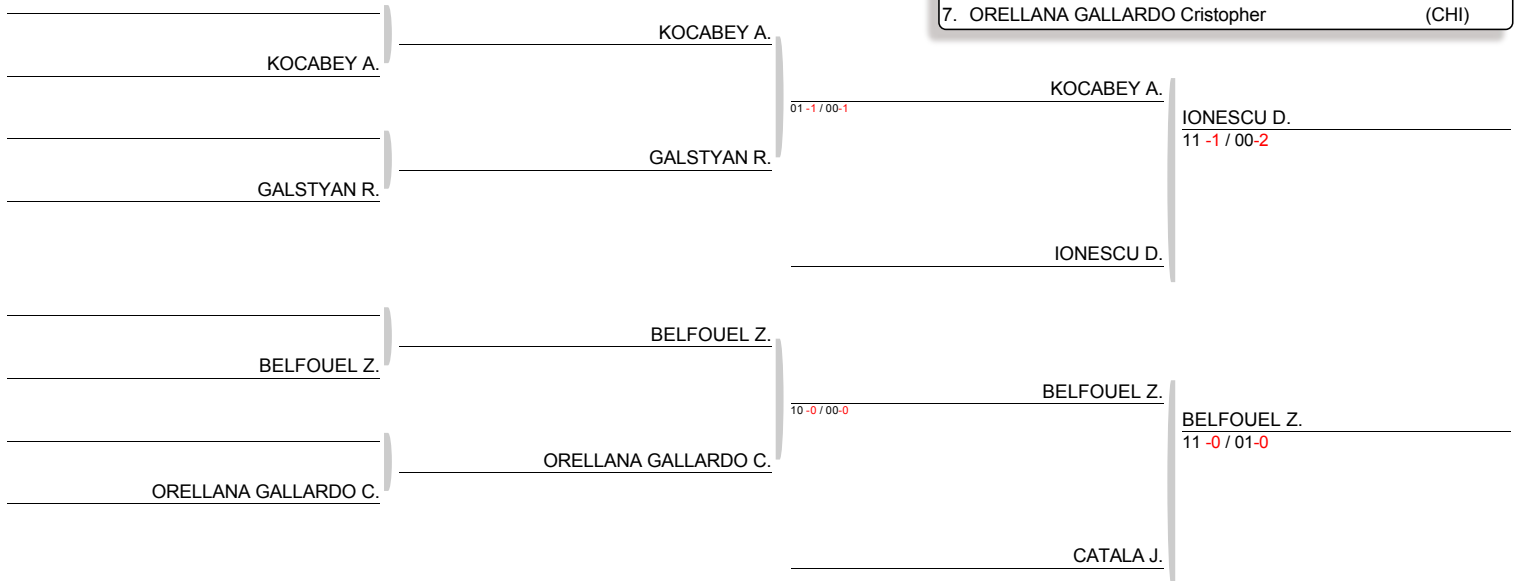 7. ORELLANA GALLARDO Cristopher (CHI)
KOCABEY A.
KOCABEY A.
KOCABEY A.
01 -1 / 00-1
IONESCU D.
11 -1 / 00-2
GALSTYAN R.
GALSTYAN R.
IONESCU D.
BELFOUEL Z.
BELFOUEL Z.
BELFOUEL Z.
10 -0 / 00-0
BELFOUEL Z.
11 -0 / 01-0
ORELLANA GALLARDO C.
ORELLANA GALLARDO C.
CATALA J.